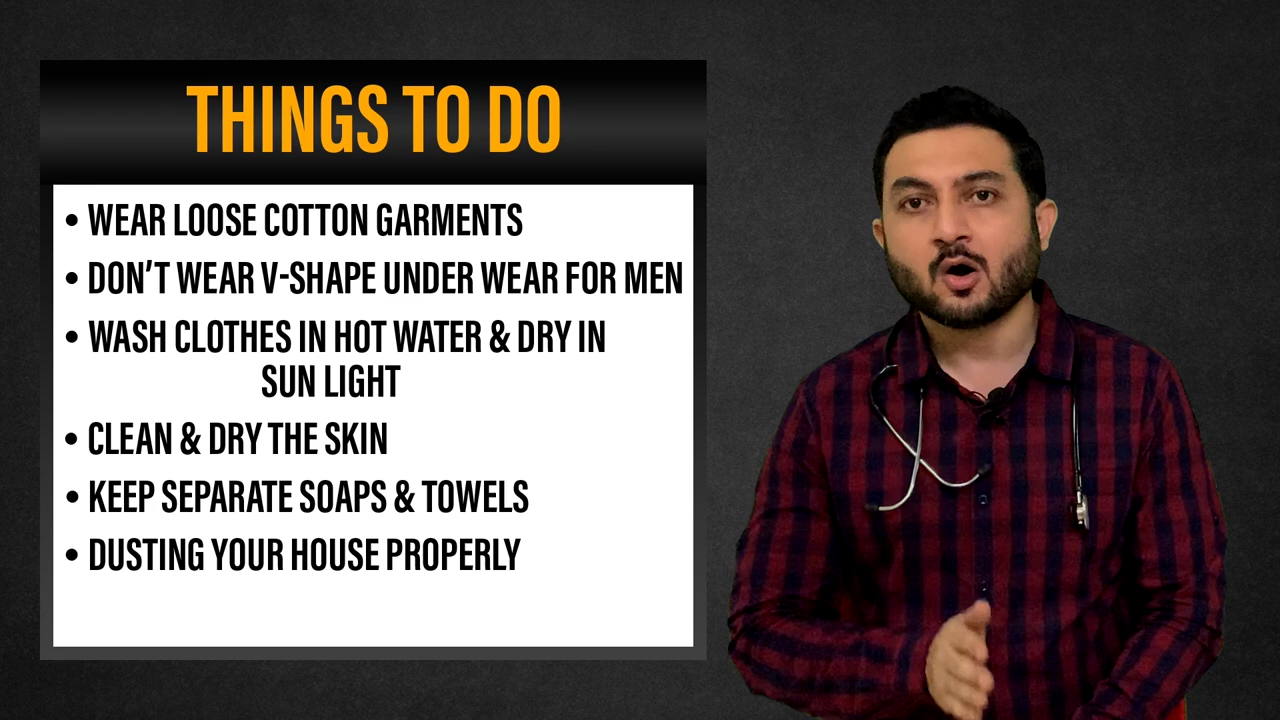 THINGS TO DO
• WEAR LOOSE COTTON GARMENTS
• DON'T WEAR V-SHAPE UNDER WEAR FOR MEN
• WASH CLOTHES IN HOT WATER & DRY IN
SUN LIGHT
• CLEAN & DRY THE SKIN
• KEEP SEPARATE SOAPS & TOWELS
• DUSTING YOUR HOUSE PROPERLY